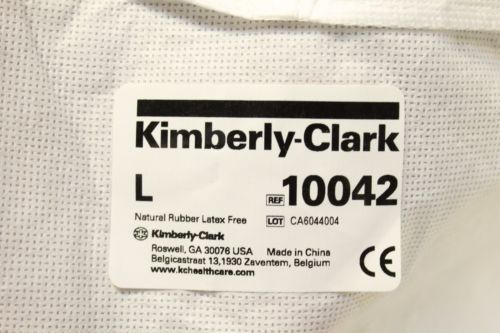 Kimberly-Clark
L REF 10042
Natural Rubber Latex Free LOT CA6044004
Kimberly-Clark
Roswell, GA 30076 USA Made in China
Belgicastraat 13,1930 Zaventem, Belgium
www.kchealthcare.com CE